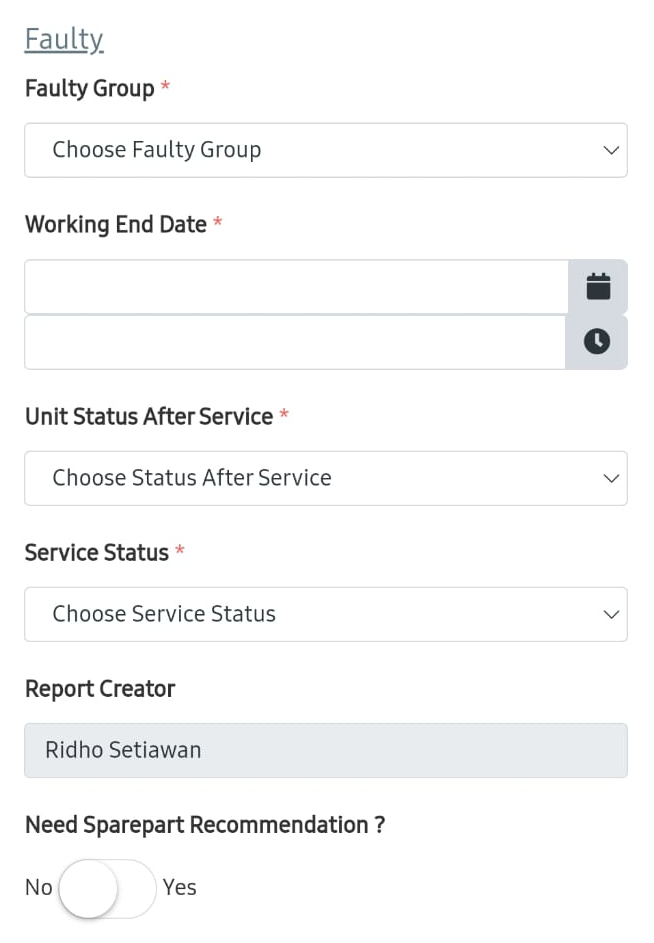 Faulty
Faulty Group *
Choose Faulty Group
Working End Date *
Unit Status After Service *
Choose Status After Service
Service Status *
Choose Service Status
Report Creator
Ridho Setiawan
Need Sparepart Recommendation ?
No Yes